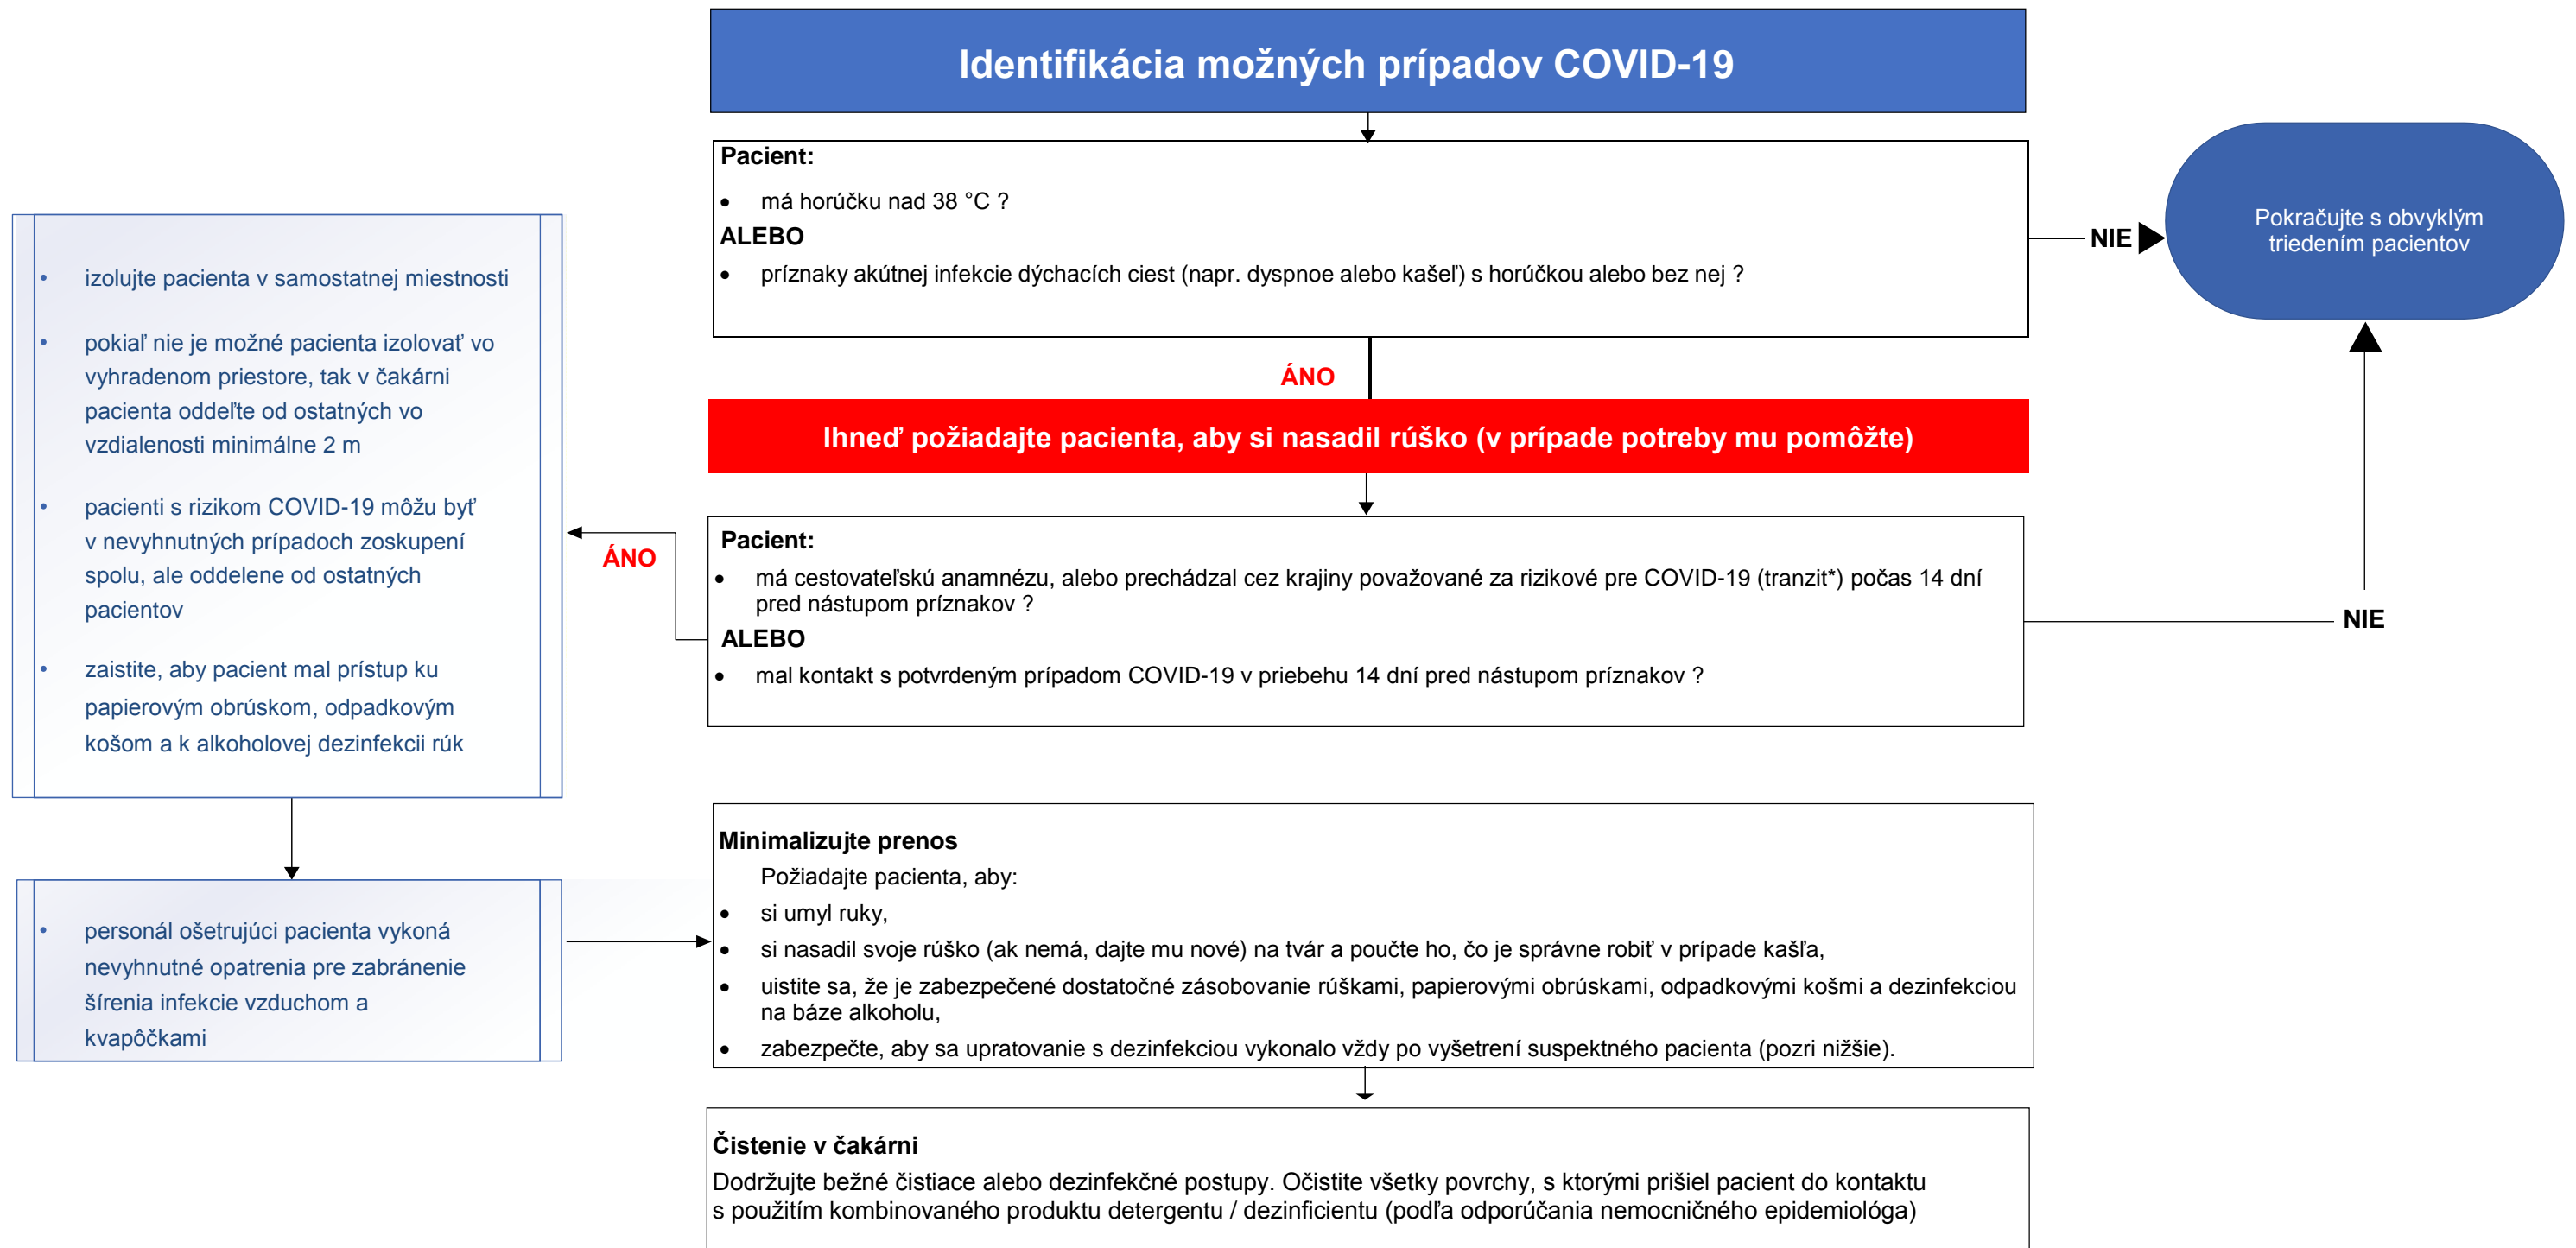 Identifikácia možných prípadov COVID-19
Pacient:
• má horúčku nad 38 °C ?
ALEBO
• príznaky akútnej infekcie dýchacích ciest (napr. dyspnoe alebo kašeľ) s horúčkou alebo bez nej ?
NIE
Pokračujte s obvyklým
triedením pacientov
ÁNO
Ihneď požiadajte pacienta, aby si nasadil rúško (v prípade potreby mu pomôžte)
Pacient:
• má cestovateľskú anamnézu, alebo prechádzal cez krajiny považované za rizikové pre COVID-19 (tranzit*) počas 14 dní
pred nástupom príznakov ?
ALEBO
• mal kontakt s potvrdeným prípadom COVID-19 v priebehu 14 dní pred nástupom príznakov ?
NIE
ÁNO
• izolujte pacienta v samostatnej miestnosti
• pokiaľ nie je možné pacienta izolovať vo
vyhradenom priestore, tak v čakárni
pacienta oddeľte od ostatných vo
vzdialenosti minimálne 2 m
• pacienti s rizikom COVID-19 môžu byť
v nevyhnutných prípadoch zoskupení
spolu, ale oddelene od ostatných
pacientov
• zaistite, aby pacient mal prístup ku
papierovým obrúskom, odpadkovým
košom a k alkoholovej dezinfekcii rúk
• personál ošetrujúci pacienta vykoná
nevyhnutné opatrenia pre zabránenie
šírenia infekcie vzduchom a
kvapôčkami
Minimalizujte prenos
Požiadajte pacienta, aby:
• si umyl ruky,
• si nasadil svoje rúško (ak nemá, dajte mu nové) na tvár a poučte ho, čo je správne robiť v prípade kašľa,
• uistite sa, že je zabezpečené dostatočné zásobovanie rúškami, papierovými obrúskami, odpadkovými košmi a dezinfekciou
na báze alkoholu,
• zabezpečte, aby sa upratovanie s dezinfekciou vykonalo vždy po vyšetrení suspektného pacienta (pozri nižšie).
Čistenie v čakárni
Dodržujte bežné čistiace alebo dezinfekčné postupy. Očistite všetky povrchy, s ktorými prišiel pacient do kontaktu
s použitím kombinovaného produktu detergentu / dezinficientu (podľa odporúčania nemocničného epidemiológa)